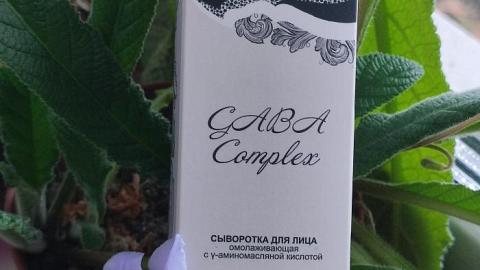 GABA
Complex
СЫВОРОТКА ДЛЯ ЛИЦА
омолаживающая
с γ-аминомасляной кислотой